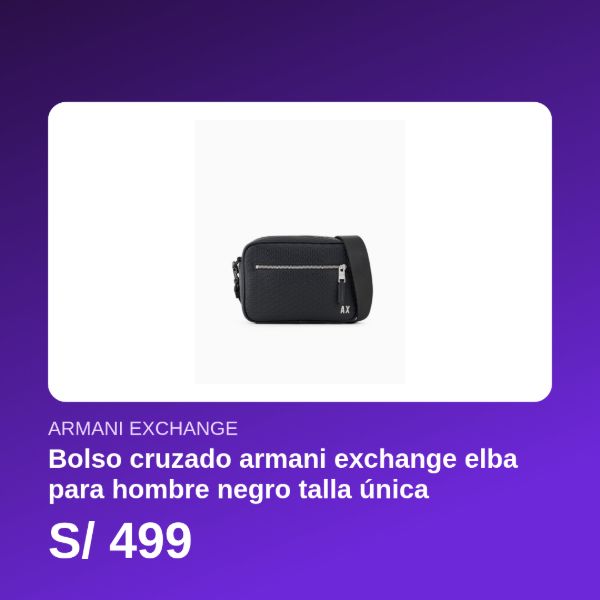 AX
ARMANI EXCHANGE
Bolso cruzado armani exchange elba
para hombre negro talla única
S/ 499